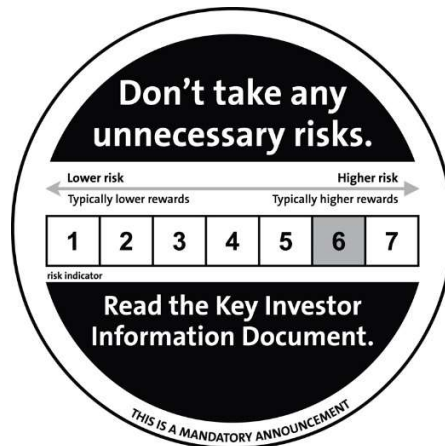 Don't take any
unnecessary risks.
Lower risk Higher risk
Typically lower rewards Typically higher rewards
1 2 3 4 5 6 7
risk indicator
Read the Key Investor
Information Document.
THIS IS A MANDATORY ANNOUNCEMENT